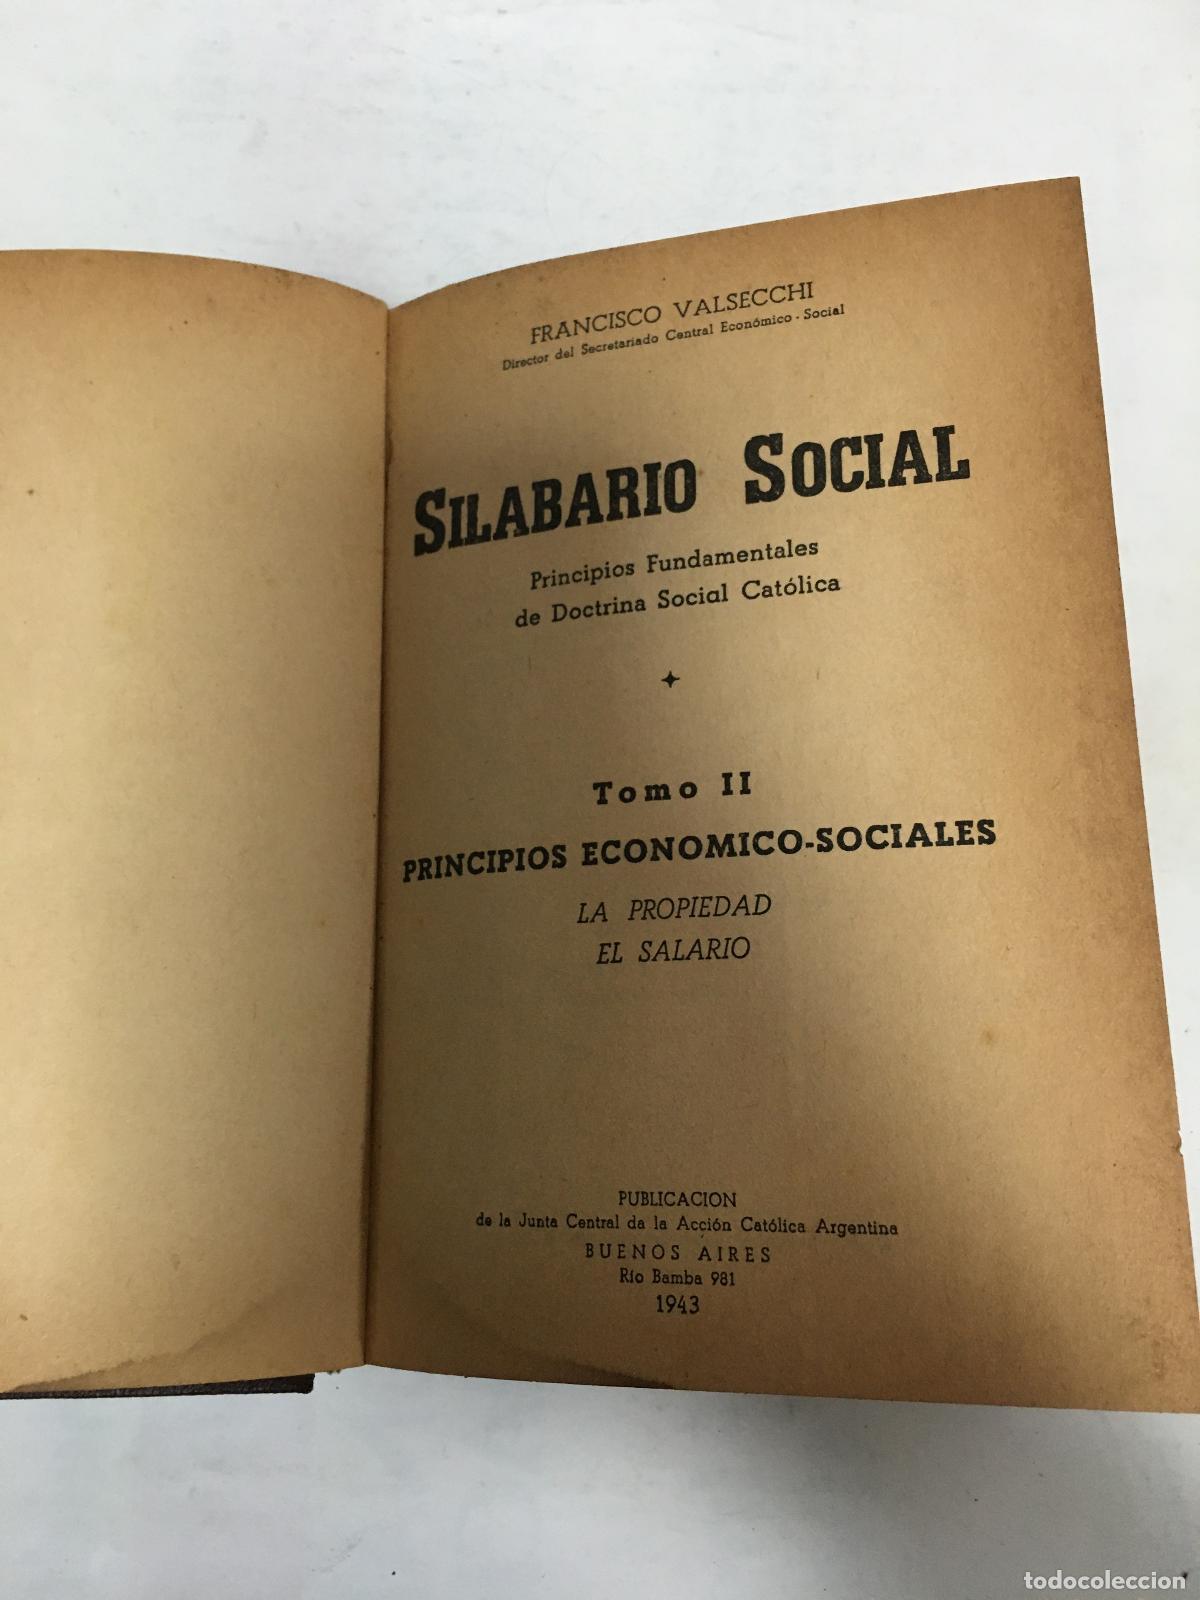 FRANCISCO VALSECCHI
Director del Secretariado Central Económico - Social
SILABARIO SOCIAL
Principios Fundamentales
de Doctrina Social Católica
Tomo II
PRINCIPIOS ECONOMICO-SOCIALES
LA PROPIEDAD
EL SALARIO
PUBLICACION
de la Junta Central da la Acción Católica Argentina
BUENOS AIRES
Río Bamba 981
1943
todocoleccion